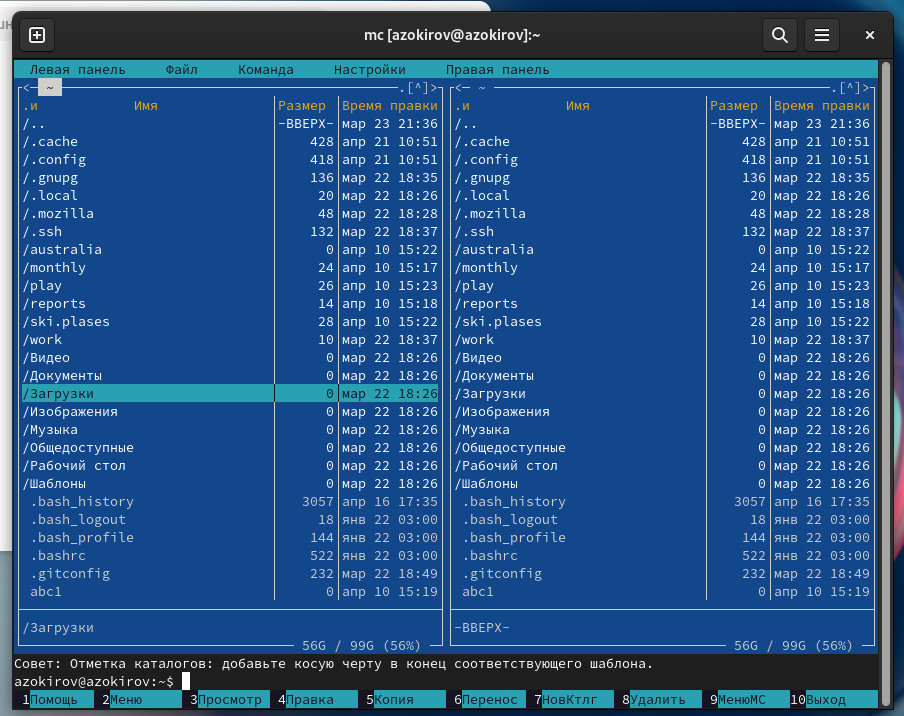 mc [azokirov@azokirov]:~
Левая панель Файл Команда Настройки Правая панель
<─ ~ ─.[^]>
<─ ~ ─.[^]>
.и Имя Размер Время правки .и Имя Размер Время правки
/.. -ВВЕРХ- мар 23 21:36 /.. -ВВЕРХ- мар 23 21:36
/.cache 428 апр 21 10:51 /.cache 428 апр 21 10:51
/.config 418 апр 21 10:51 /.config 418 апр 21 10:51
/.gnupg 136 мар 22 18:35 /.gnupg 136 мар 22 18:35
/.local 20 мар 22 18:26 /.local 20 мар 22 18:26
/.mozilla 48 мар 22 18:28 /.mozilla 48 мар 22 18:28
/.ssh 132 мар 22 18:37 /.ssh 132 мар 22 18:37
/australia 0 апр 10 15:22 /australia 0 апр 10 15:22
/monthly 24 апр 10 15:17 /monthly 24 апр 10 15:17
/play 26 апр 10 15:23 /play 26 апр 10 15:23
/reports 14 апр 10 15:18 /reports 14 апр 10 15:18
/ski.plases 28 апр 10 15:22 /ski.plases 28 апр 10 15:22
/work 10 мар 22 18:37 /work 10 мар 22 18:37
/Видео 0 мар 22 18:26 /Видео 0 мар 22 18:26
/Документы 0 мар 22 18:26 /Документы 0 мар 22 18:26
/Загрузки 0 мар 22 18:26 /Загрузки 0 мар 22 18:26
/Изображения 0 мар 22 18:26 /Изображения 0 мар 22 18:26
/Музыка 0 мар 22 18:26 /Музыка 0 мар 22 18:26
/Общедоступные 0 мар 22 18:26 /Общедоступные 0 мар 22 18:26
/Рабочий стол 0 мар 22 18:26 /Рабочий стол 0 мар 22 18:26
/Шаблоны 0 мар 22 18:26 /Шаблоны 0 мар 22 18:26
.bash_history 3057 апр 16 17:35 .bash_history 3057 апр 16 17:35
.bash_logout 18 янв 22 03:00 .bash_logout 18 янв 22 03:00
.bash_profile 144 янв 22 03:00 .bash_profile 144 янв 22 03:00
.bashrc 522 янв 22 03:00 .bashrc 522 янв 22 03:00
.gitconfig 232 мар 22 18:49 .gitconfig 232 мар 22 18:49
abc1 0 апр 10 15:19 abc1 0 апр 10 15:19
/Загрузки -ВВЕРХ-
56G / 99G (56%) 56G / 99G (56%)
Совет: Отметка каталогов: добавьте косую черту в конец соответствующего шаблона.
azokirov@azokirov:~$
1Помощь 2Меню 3Просмотр 4Правка 5Копия 6Перенос 7НовКтлг 8Удалить 9МенюMC 10Выход